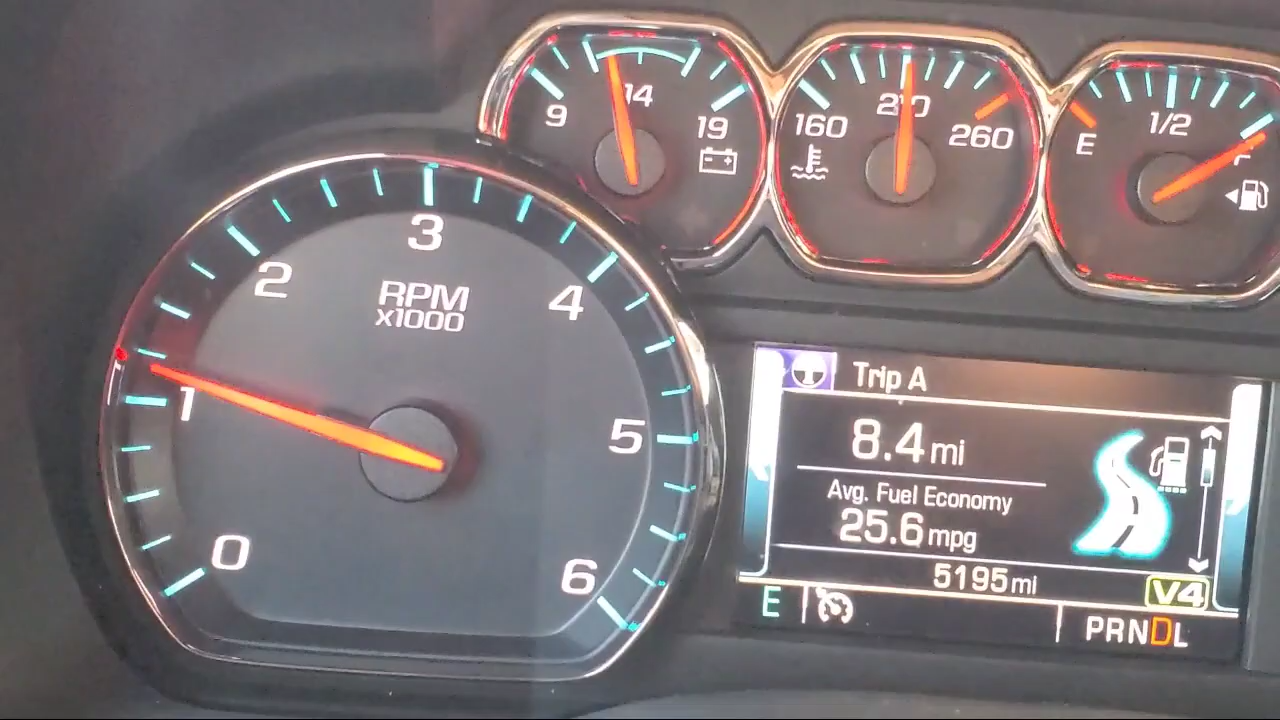 9 14 19
160 210 260
E 1/2 F
0 1 2 3 4 5 6
RPM
x1000
Trip A
8.4 mi
Avg. Fuel Economy
25.6 mpg
5195 mi
V4
E
PRNDL